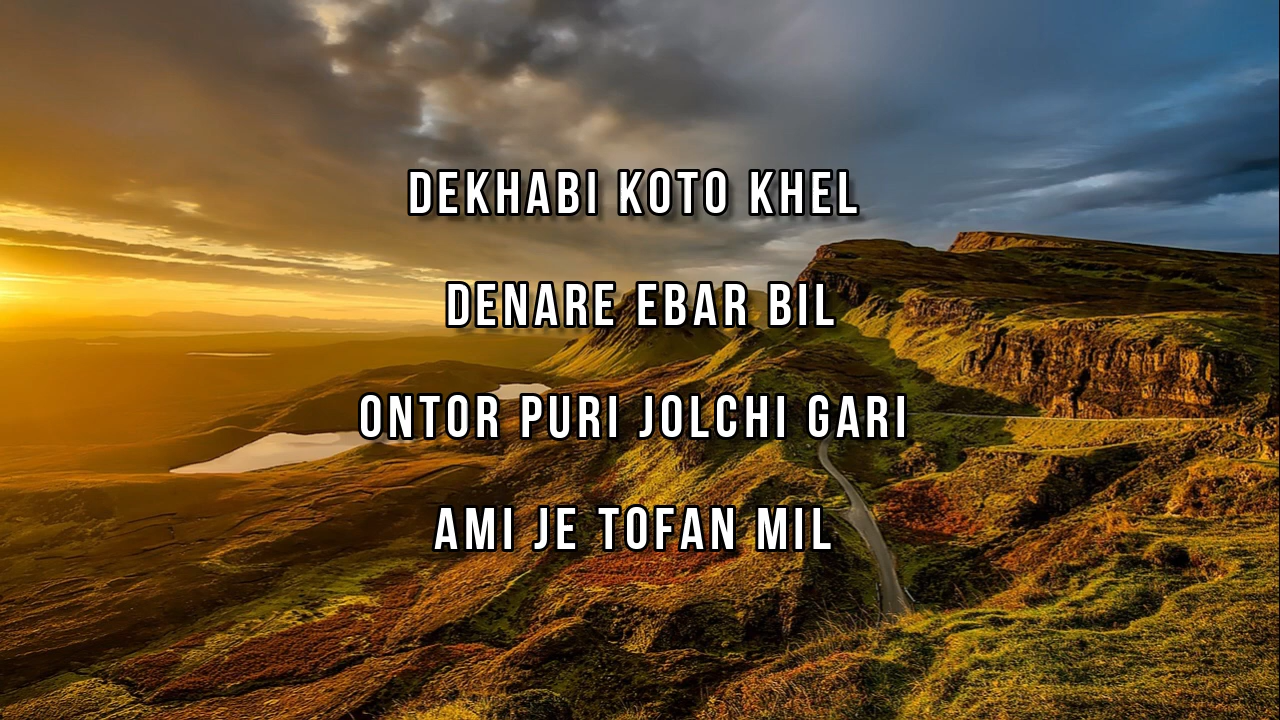 DEKHABI KOTO KHEL
DENARE EBAR BIL
ONTOR PURI JOLCHI GARI
AMI JE TOFAN MIL